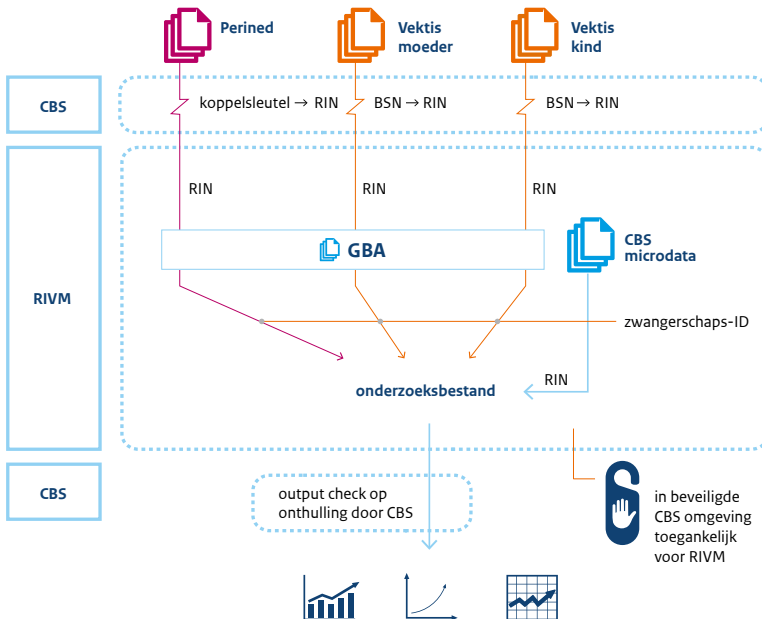 Perined
Vektis
moeder
Vektis
kind
CBS
koppelsleutel → RIN
BSN → RIN
BSN → RIN
RIVM
RIN
RIN
RIN
GBA
CBS
microdata
zwangerschaps-ID
RIN
onderzoeksbestand
CBS
output check op
onthulling door CBS
in beveiligde
CBS omgeving
toegankelijk
voor RIVM